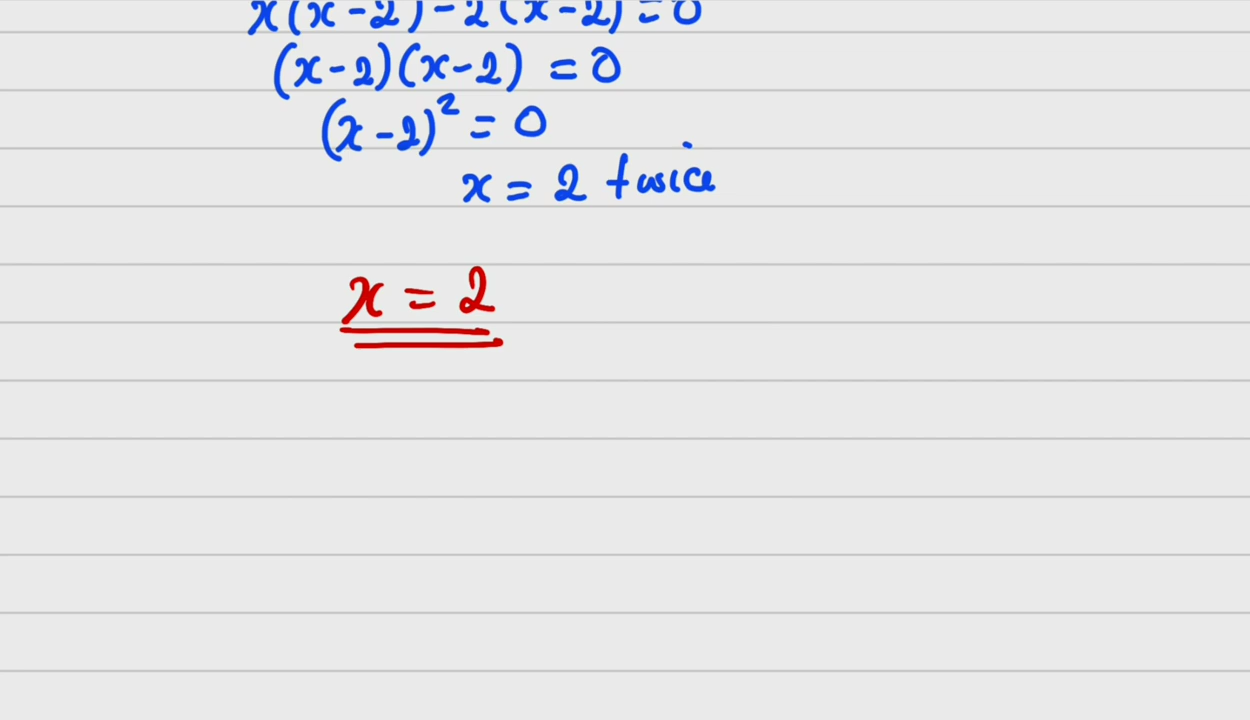 x(x-2)-2(x-2)=0
(x-2)(x-2) = 0
(x-2)² = 0
x = 2 twice
x = 2